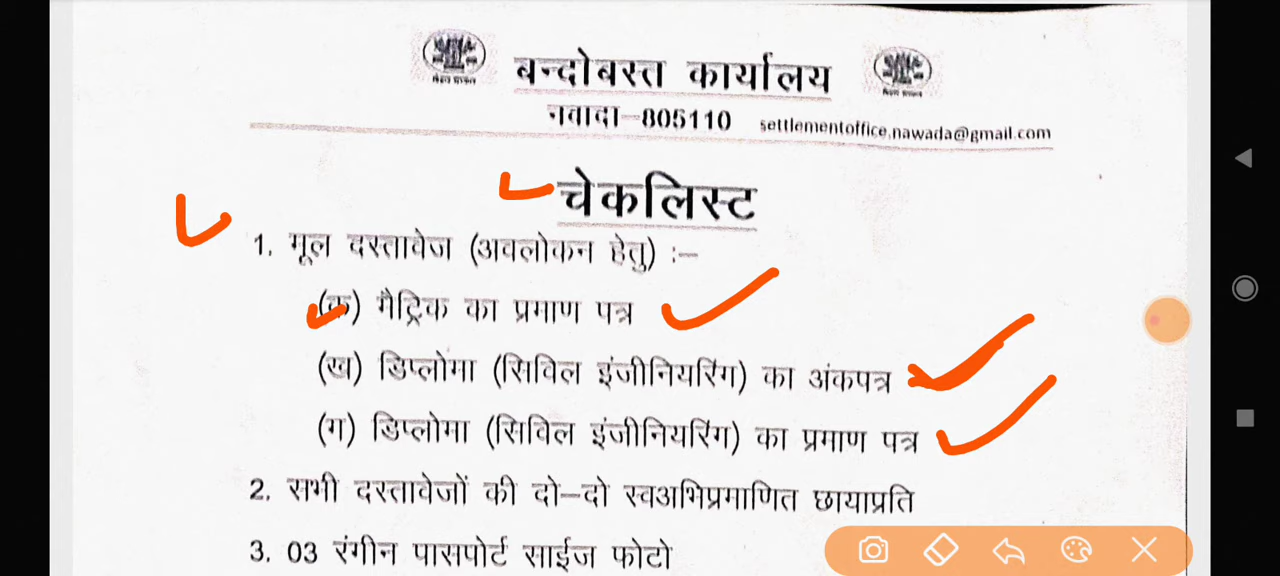 बन्दोबस्त कार्यालय
नवादा-805110 settlementoffice.nawada@gmail.com
चेकलिस्ट
1. मूल दस्तावेज (अवलोकन हेतु) :–
(क) मैट्रिक का प्रमाण पत्र
(ख) डिप्लोमा (सिविल इंजीनियरिंग) का अंकपत्र
(ग) डिप्लोमा (सिविल इंजीनियरिंग) का प्रमाण पत्र
2. सभी दस्तावेजों की दो-दो स्वअभिप्रमाणित छायाप्रति
3. 03 रंगीन पासपोर्ट साईज फोटो